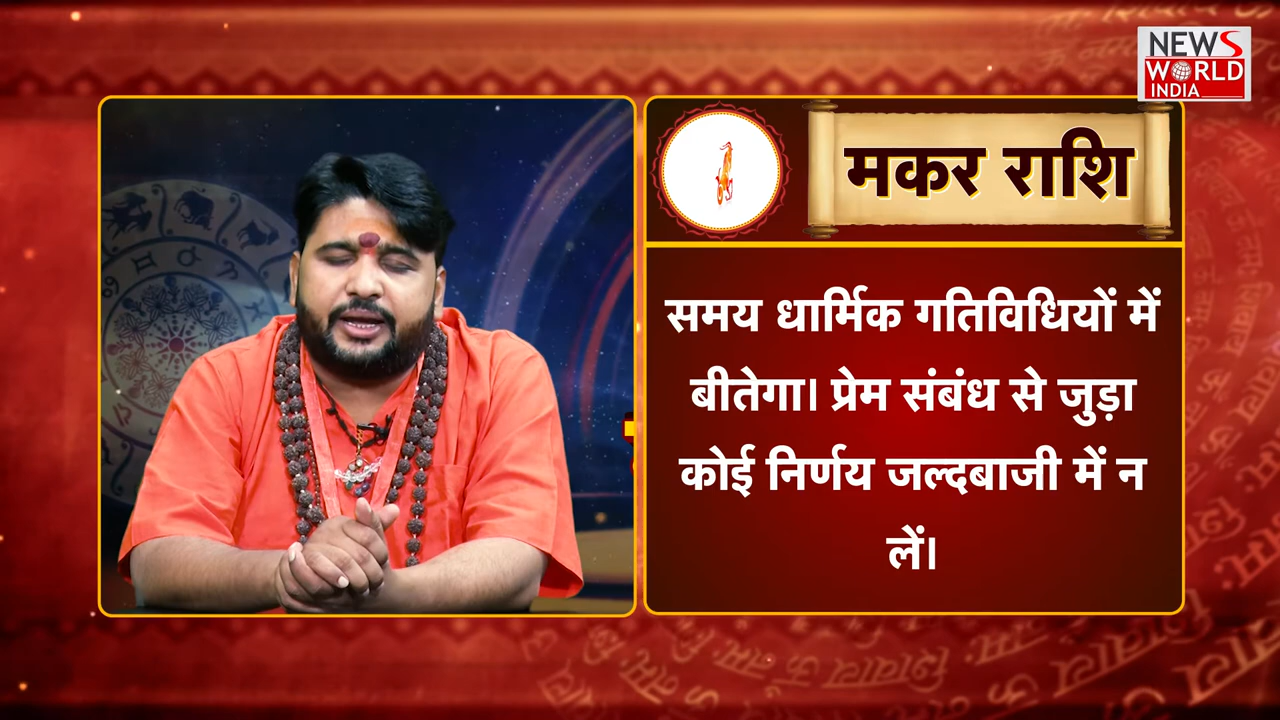 NEWS
WORLD
INDIA
मकर राशि
समय धार्मिक गतिविधियों में
बीतेगा। प्रेम संबंध से जुड़ा
कोई निर्णय जल्दबाजी में न
लें।